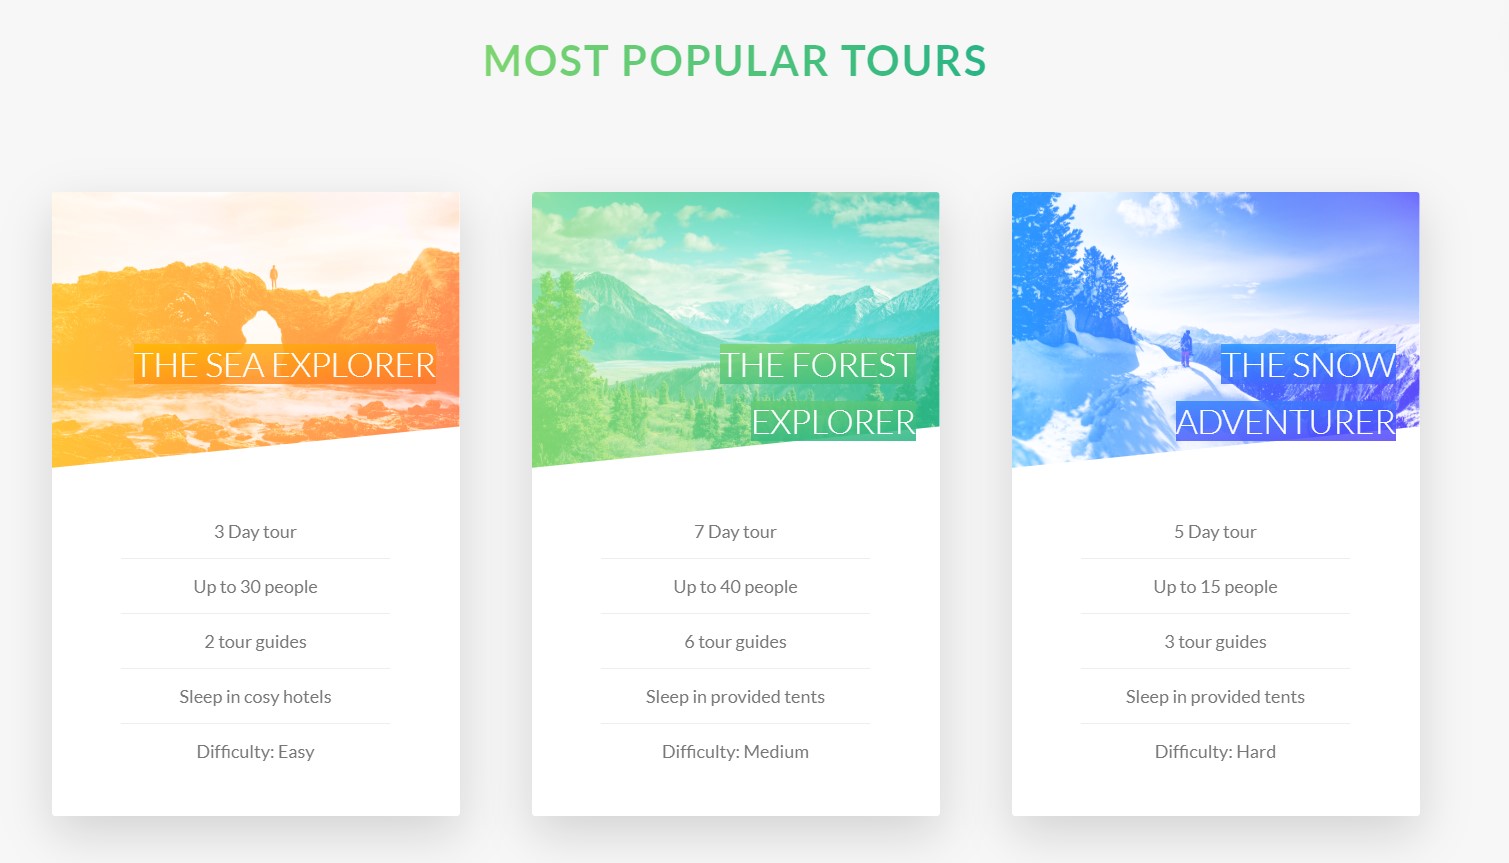 MOST POPULAR TOURS
THE SEA EXPLORER
3 Day tour
Up to 30 people
2 tour guides
Sleep in cosy hotels
Difficulty: Easy
THE FOREST
EXPLORER
7 Day tour
Up to 40 people
6 tour guides
Sleep in provided tents
Difficulty: Medium
THE SNOW
ADVENTURER
5 Day tour
Up to 15 people
3 tour guides
Sleep in provided tents
Difficulty: Hard